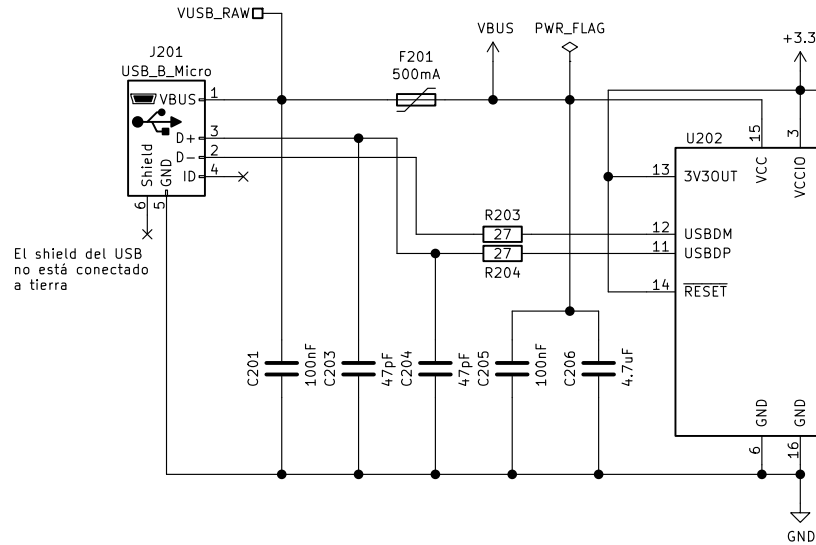 VUSB_RAW
VBUS
PWR_FLAG
+3.3
J201
USB_B_Micro
F201
500mA
U202
VBUS
1
D+
3
D-
2
ID
4
Shield
GND
6
5
15
3
VCC
VCCIO
13
3V3OUT
R203
27
12
USBDM
27
11
USBDP
R204
14
RESET
El shield del USB
no está conectado
a tierra
C201
100nF
C203
47pF
C204
47pF
C205
100nF
C206
4.7uF
GND
GND
6
16
GND